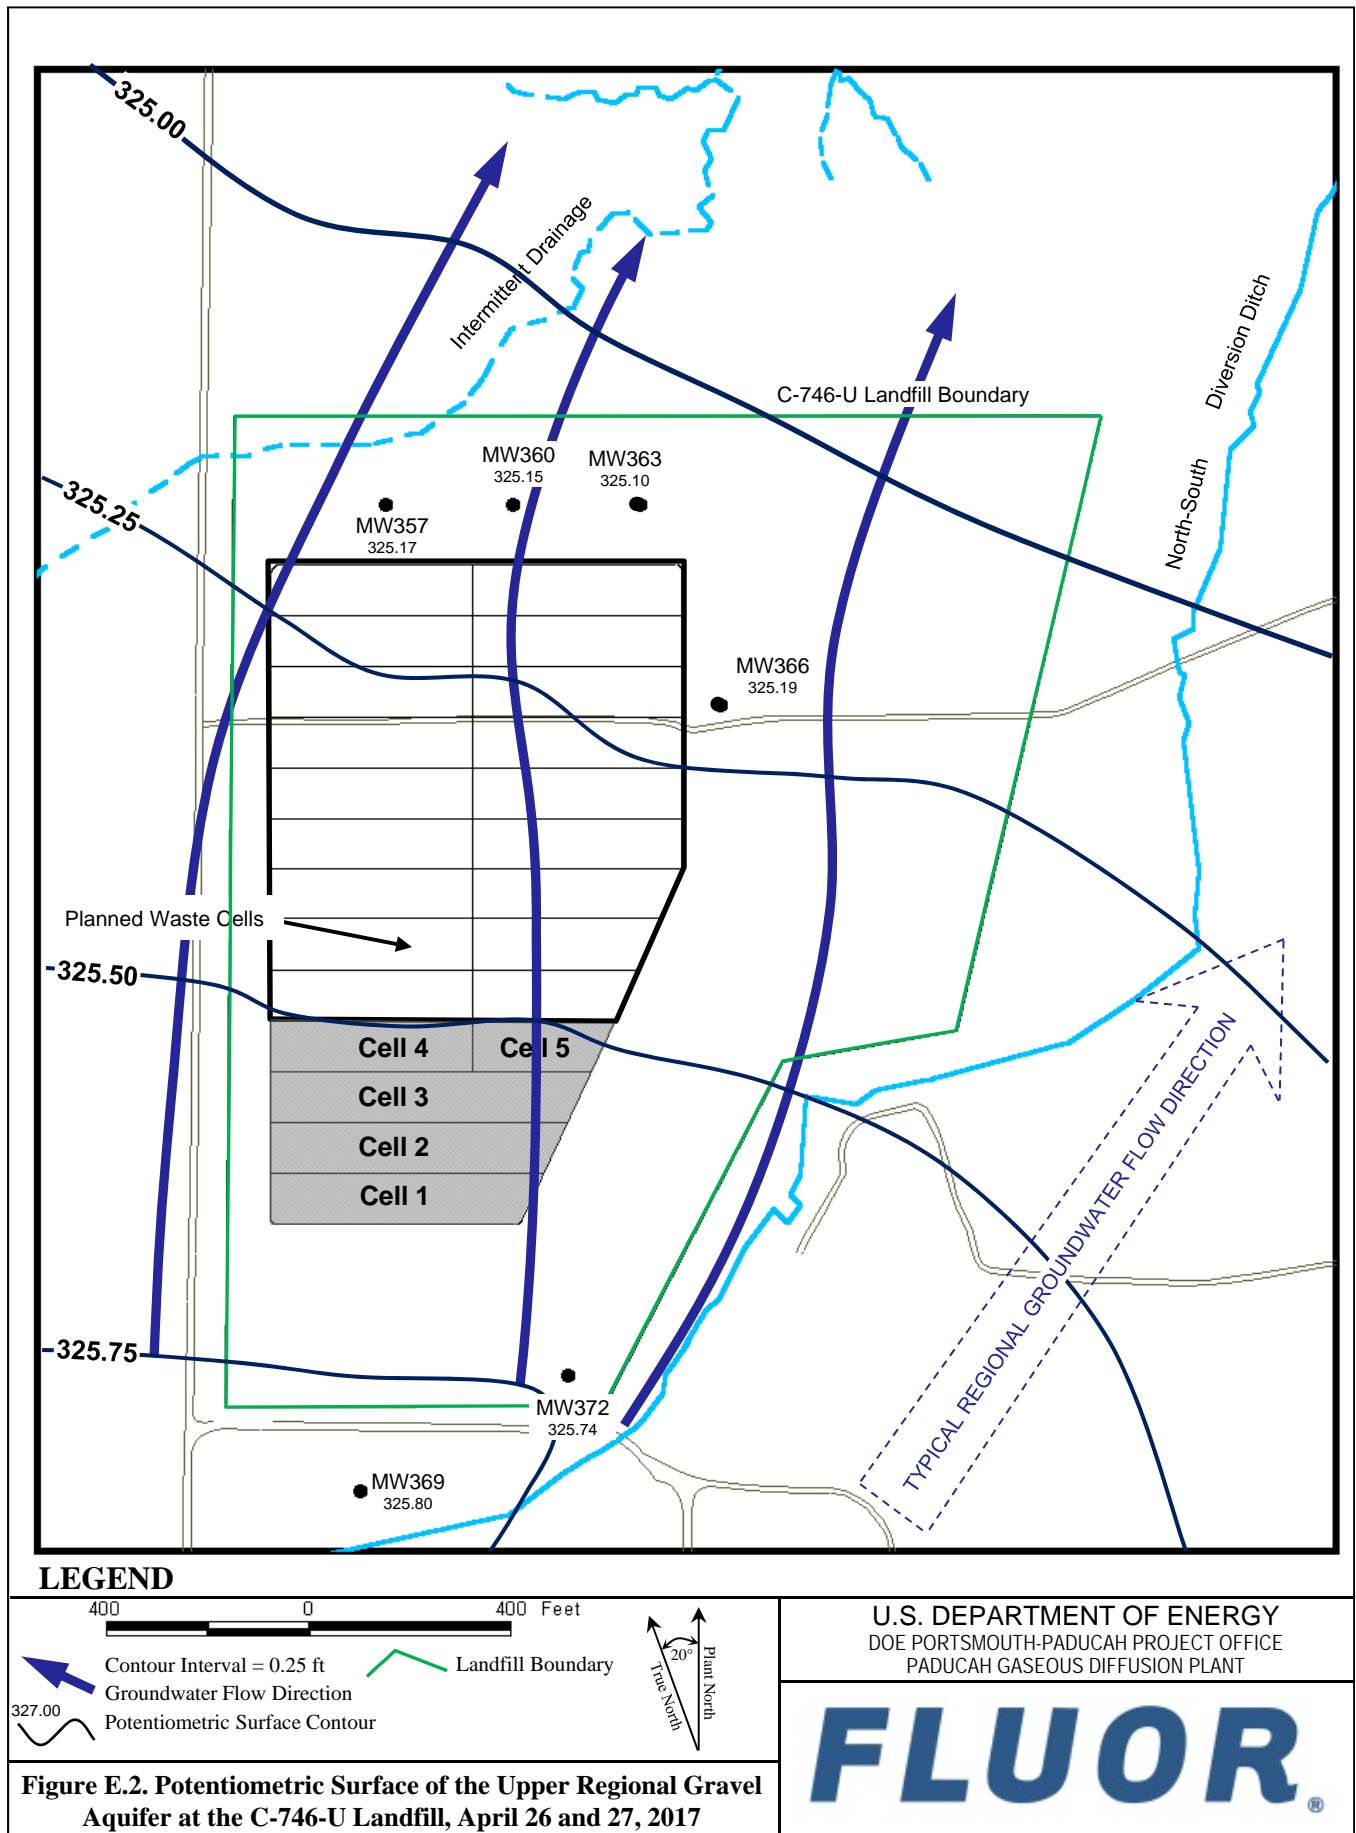 325.00
Intermittent Drainage
Diversion Ditch
C-746-U Landfill Boundary
North-South
MW360
325.15
MW363
325.10
325.25
MW357
325.17
MW366
325.19
Planned Waste Cells
325.50
TYPICAL REGIONAL GROUNDWATER FLOW DIRECTION
Cell 4
Cell 5
Cell 3
Cell 2
Cell 1
325.75
MW372
325.74
MW369
325.80
LEGEND
400 0 400 Feet
Contour Interval = 0.25 ft
Groundwater Flow Direction
Landfill Boundary
327.00
Potentiometric Surface Contour
20°
True North
Plant North
U.S. DEPARTMENT OF ENERGY
DOE PORTSMOUTH-PADUCAH PROJECT OFFICE
PADUCAH GASEOUS DIFFUSION PLANT
FLUOR®
Figure E.2. Potentiometric Surface of the Upper Regional Gravel
Aquifer at the C-746-U Landfill, April 26 and 27, 2017